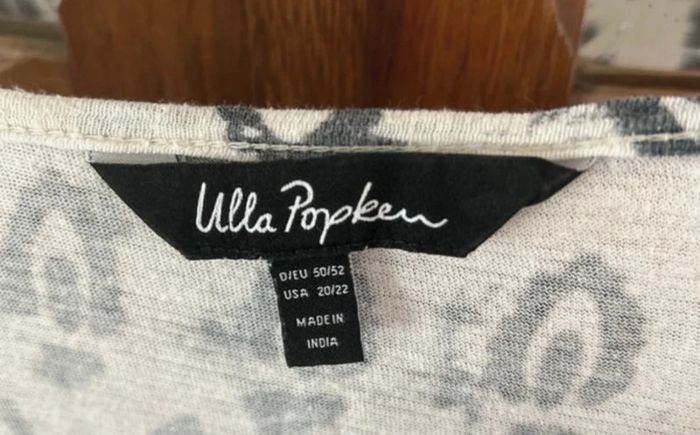 Ulla Popken
D/EU 50/52
USA 20/22
MADE IN
INDIA